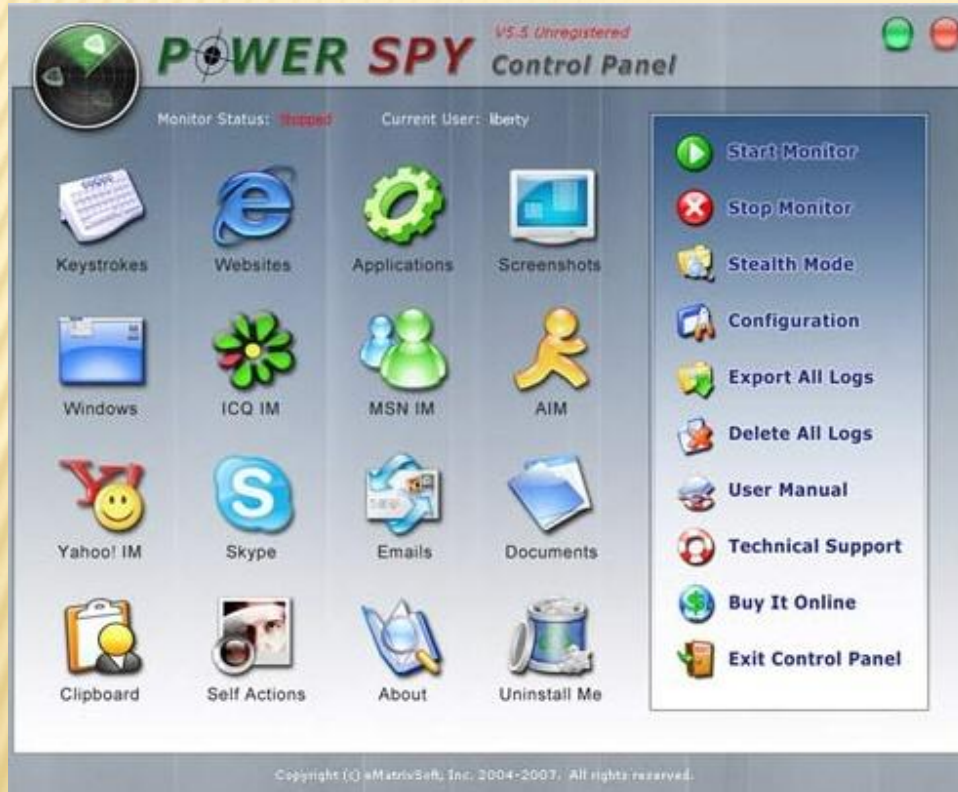 V5.5 Unregistered
POWER SPY Control Panel
Monitor Status: stopped Current User: liberty
Keystrokes Websites Applications Screenshots
Windows ICQ IM MSN IM AIM
Yahoo! IM Skype Emails Documents
Clipboard Self Actions About Uninstall Me
Start Monitor
Stop Monitor
Stealth Mode
Configuration
Export All Logs
Delete All Logs
User Manual
Technical Support
Buy It Online
Exit Control Panel
Copyright (c) eMatrixSoft, Inc. 2004-2007. All rights reserved.